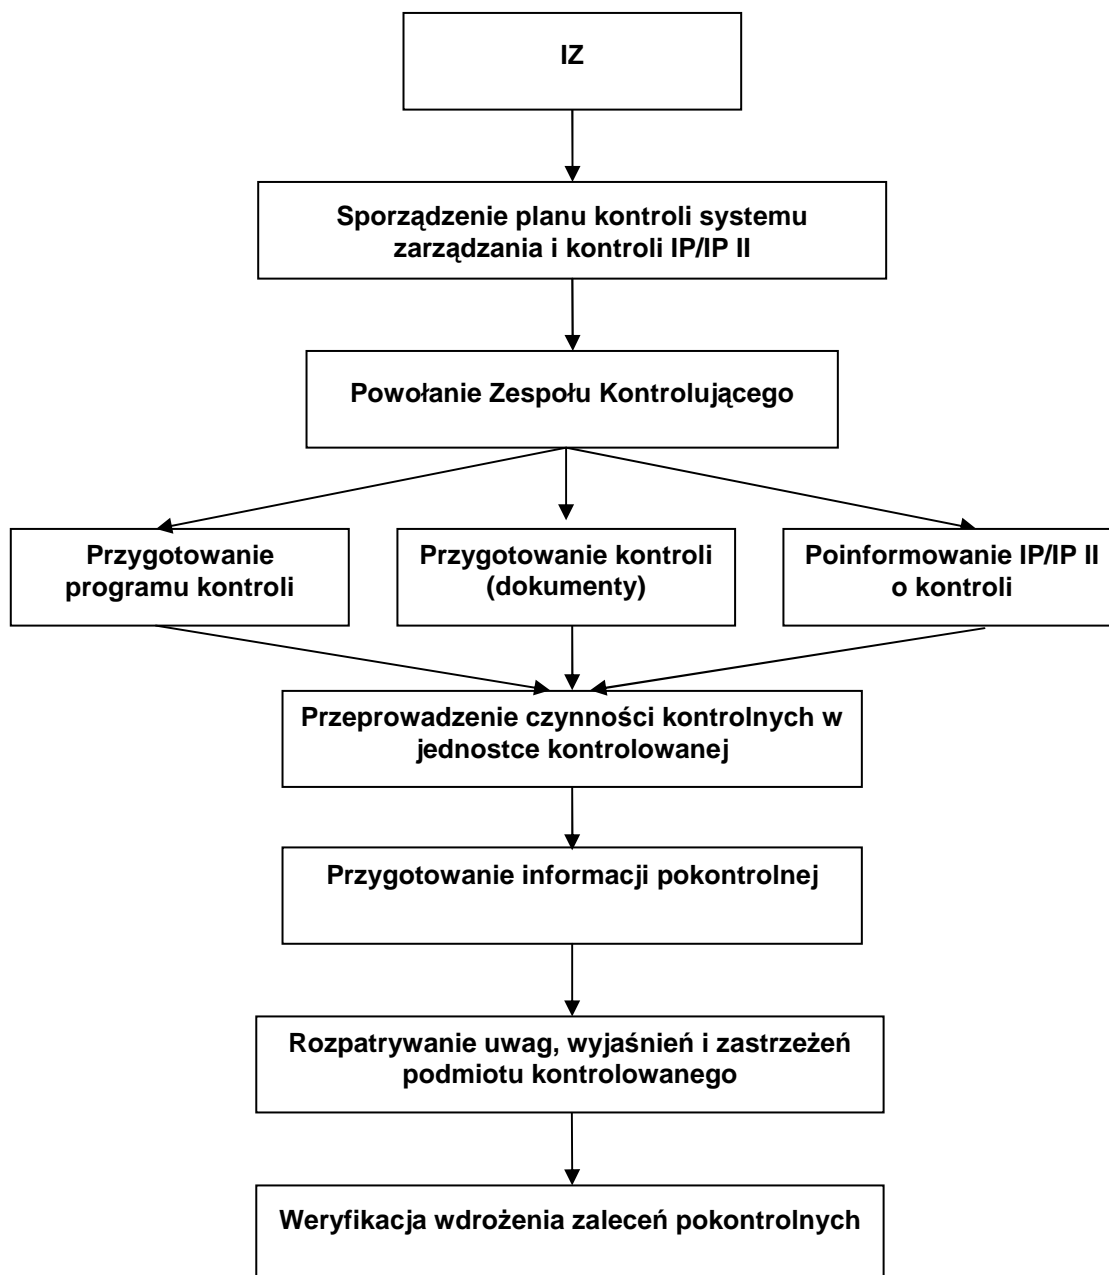 IZ
Sporządzenie planu kontroli systemu
zarządzania i kontroli IP/IP II
Powołanie Zespołu Kontrolującego
Przygotowanie
programu kontroli
Przygotowanie kontroli
(dokumenty)
Poinformowanie IP/IP II
o kontroli
Przeprowadzenie czynności kontrolnych w
jednostce kontrolowanej
Przygotowanie informacji pokontrolnej
Rozpatrywanie uwag, wyjaśnień i zastrzeżeń
podmiotu kontrolowanego
Weryfikacja wdrożenia zaleceń pokontrolnych